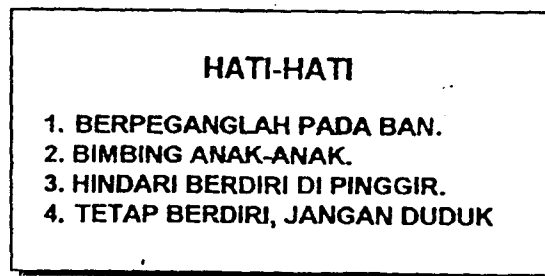 HATI-HATI
1. BERPEGANGLAH PADA BAN.
2. BIMBING ANAK-ANAK.
3. HINDARI BERDIRI DI PINGGIR.
4. TETAP BERDIRI, JANGAN DUDUK